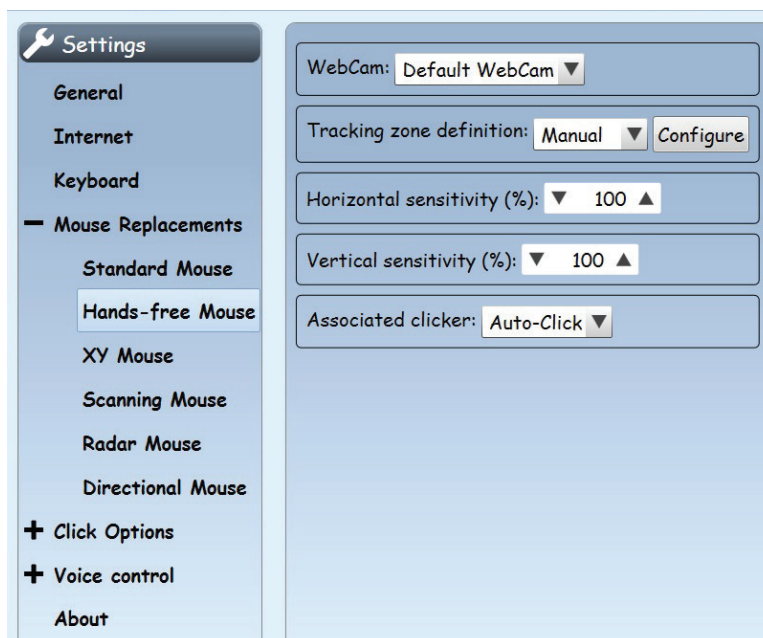 Settings
General
Internet
Keyboard
Mouse Replacements
Standard Mouse
Hands-free Mouse
XY Mouse
Scanning Mouse
Radar Mouse
Directional Mouse
Click Options
Voice control
About
WebCam: Default WebCam
Tracking zone definition: Manual Configure
Horizontal sensitivity (%): 100
Vertical sensitivity (%): 100
Associated clicker: Auto-Click